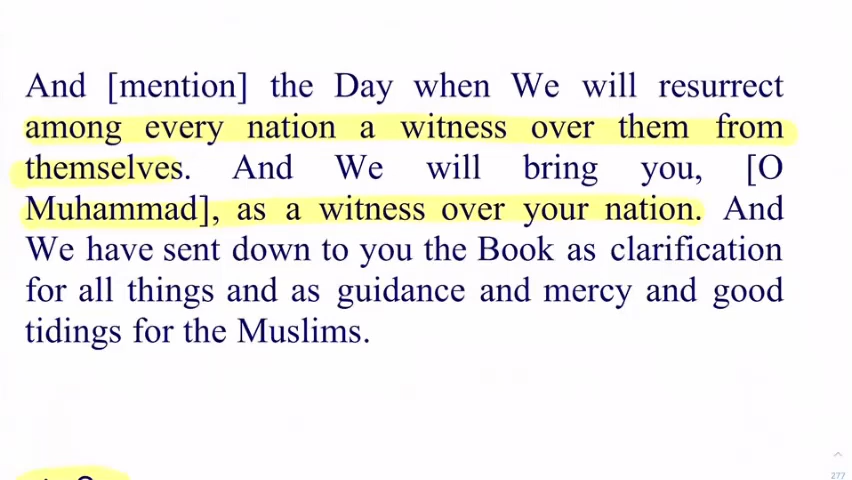 And [mention] the Day when We will resurrect
among every nation a witness over them from
themselves. And We will bring you, [O
Muhammad], as a witness over your nation. And
We have sent down to you the Book as clarification
for all things and as guidance and mercy and good
tidings for the Muslims.
277